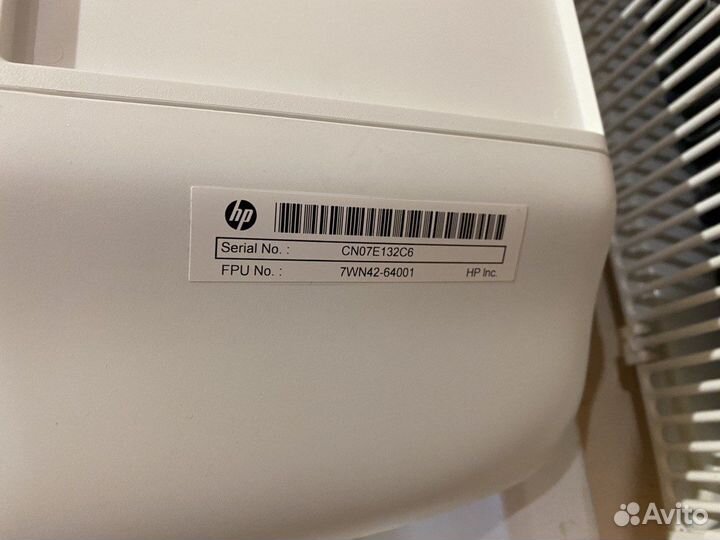 hp
Serial No. : CN07E132C6
FPU No. : 7WN42-64001 HP Inc.
Avito